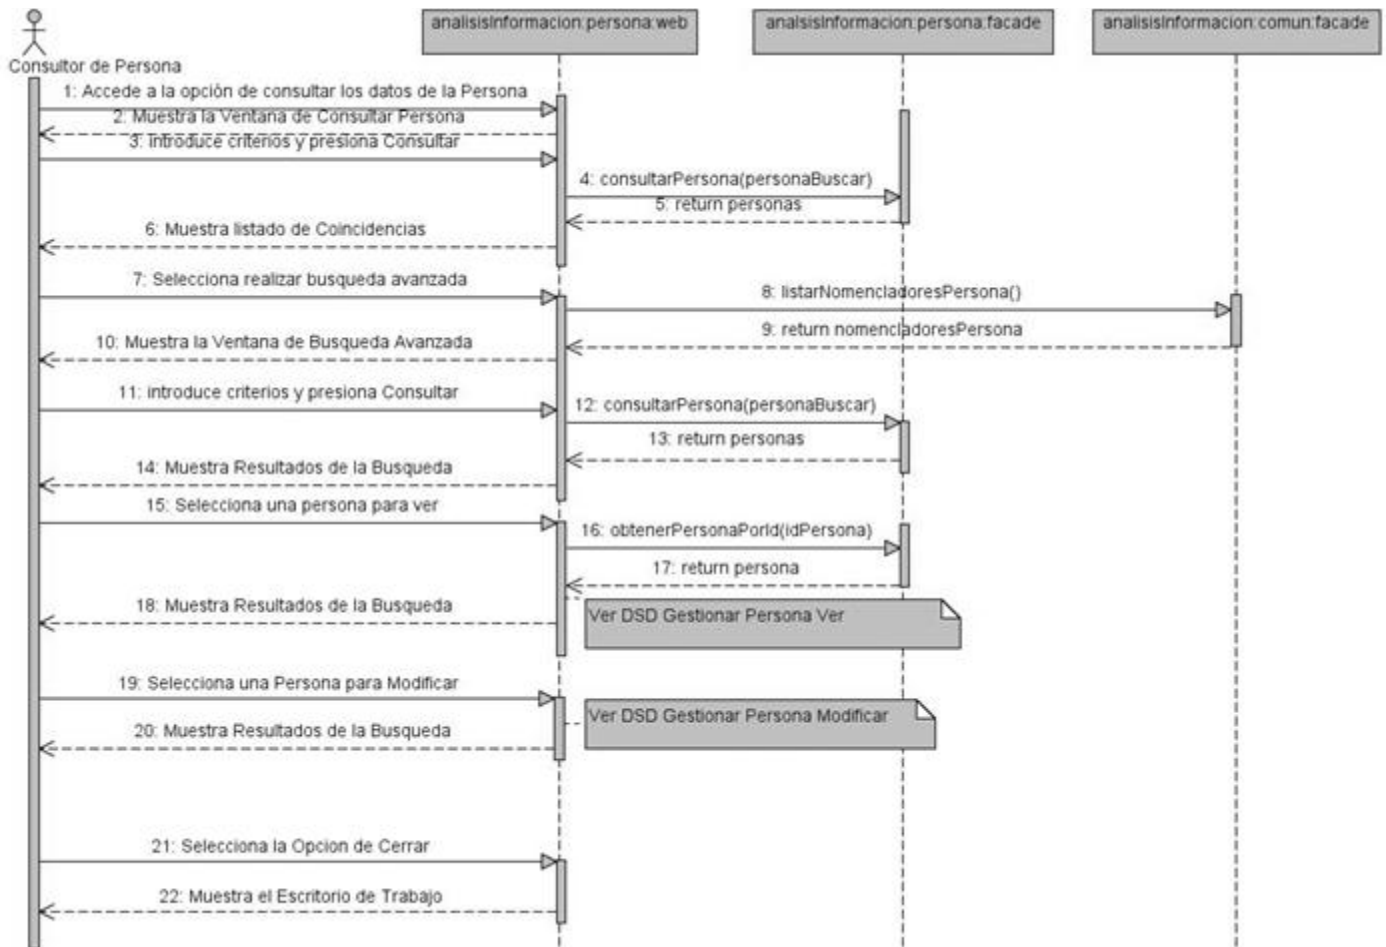 analisisInformacion:persona:web
analsisInformacion:persona:facade
analisisInformacion:comun:facade
Consultor de Persona
1: Accede a la opción de consultar los datos de la Persona
2: Muestra la Ventana de Consultar Persona
3: introduce criterios y presiona Consultar
4: consultarPersona(personaBuscar)
5: return personas
6: Muestra listado de Coincidencias
7: Selecciona realizar busqueda avanzada
8: listarNomencladoresPersona()
9: return nomencladoresPersona
10: Muestra la Ventana de Busqueda Avanzada
11: introduce criterios y presiona Consultar
12: consultarPersona(personaBuscar)
13: return personas
14: Muestra Resultados de la Busqueda
15: Selecciona una persona para ver
16: obtenerPersonaPorId(idPersona)
17: return persona
18: Muestra Resultados de la Busqueda
Ver DSD Gestionar Persona Ver
19: Selecciona una Persona para Modificar
Ver DSD Gestionar Persona Modificar
20: Muestra Resultados de la Busqueda
21: Selecciona la Opcion de Cerrar
22: Muestra el Escritorio de Trabajo